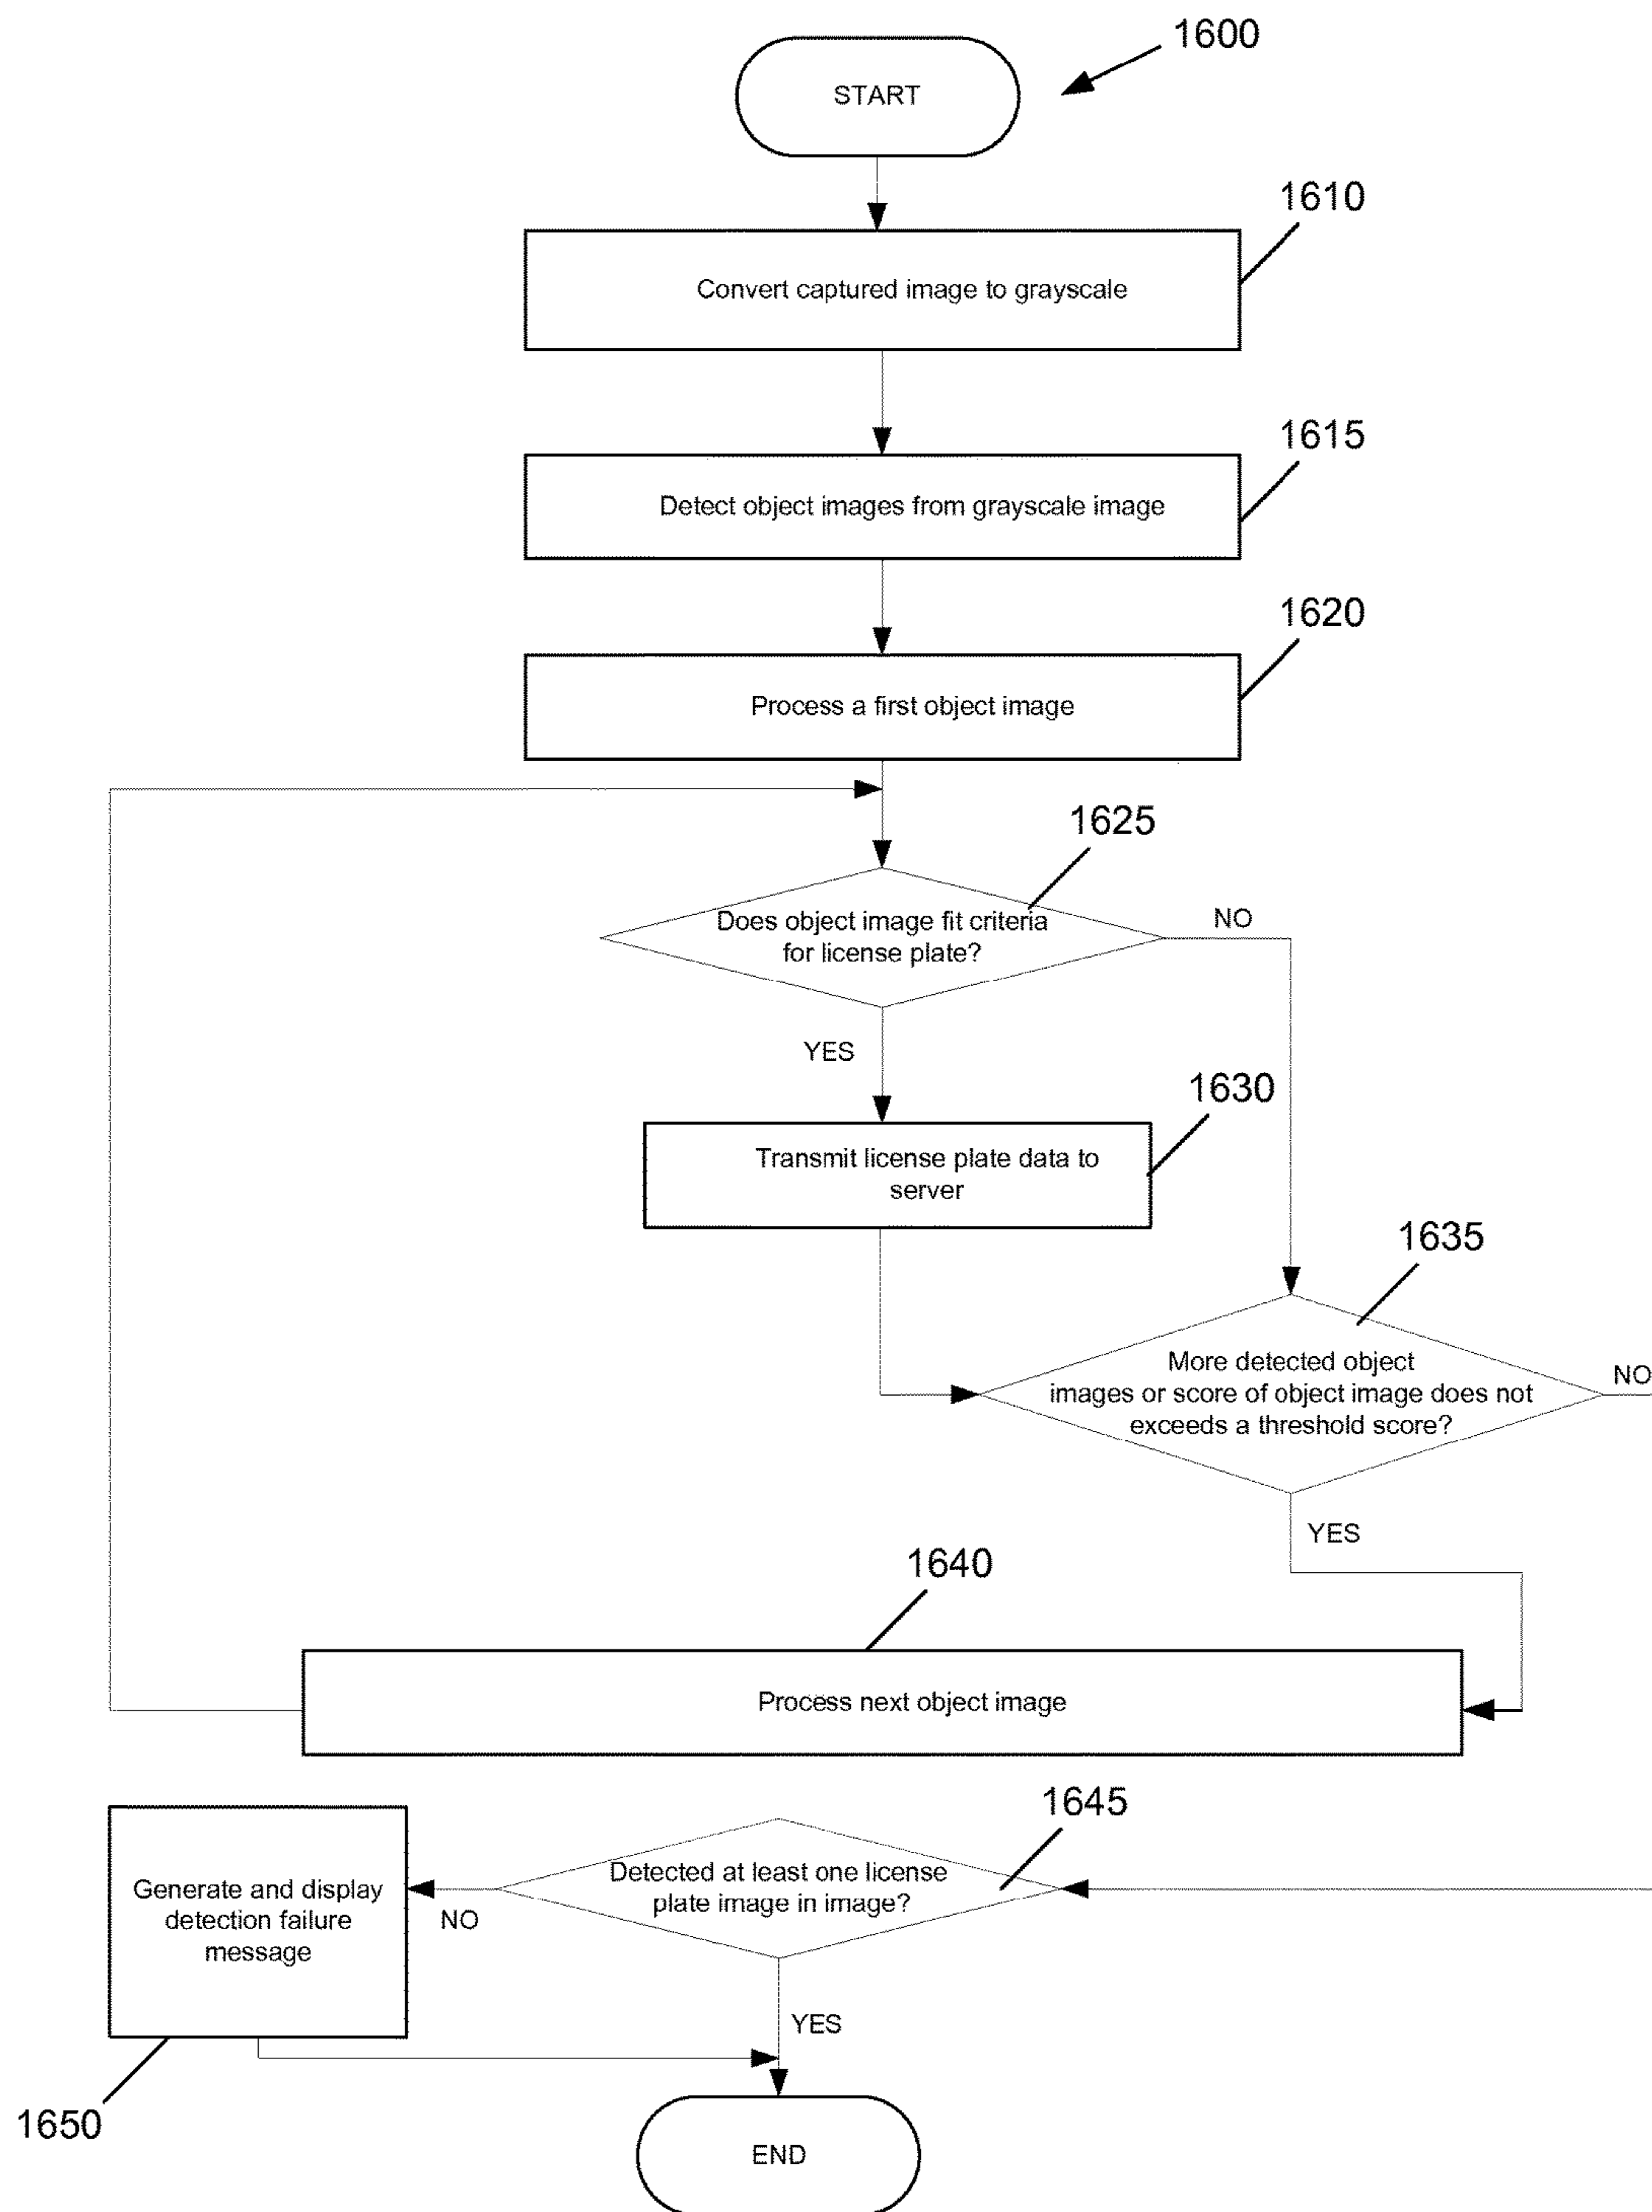 1600
START
1610
Convert captured image to grayscale
1615
Detect object images from grayscale image
1620
Process a first object image
1625
Does object image fit criteria
for license plate?
NO
YES
1630
Transmit license plate data to
server
1635
More detected object
images or score of object image does not
exceeds a threshold score?
NO
YES
1640
Process next object image
1645
Detected at least one license
plate image in image?
Generate and display
detection failure
message
NO
YES
1650
END